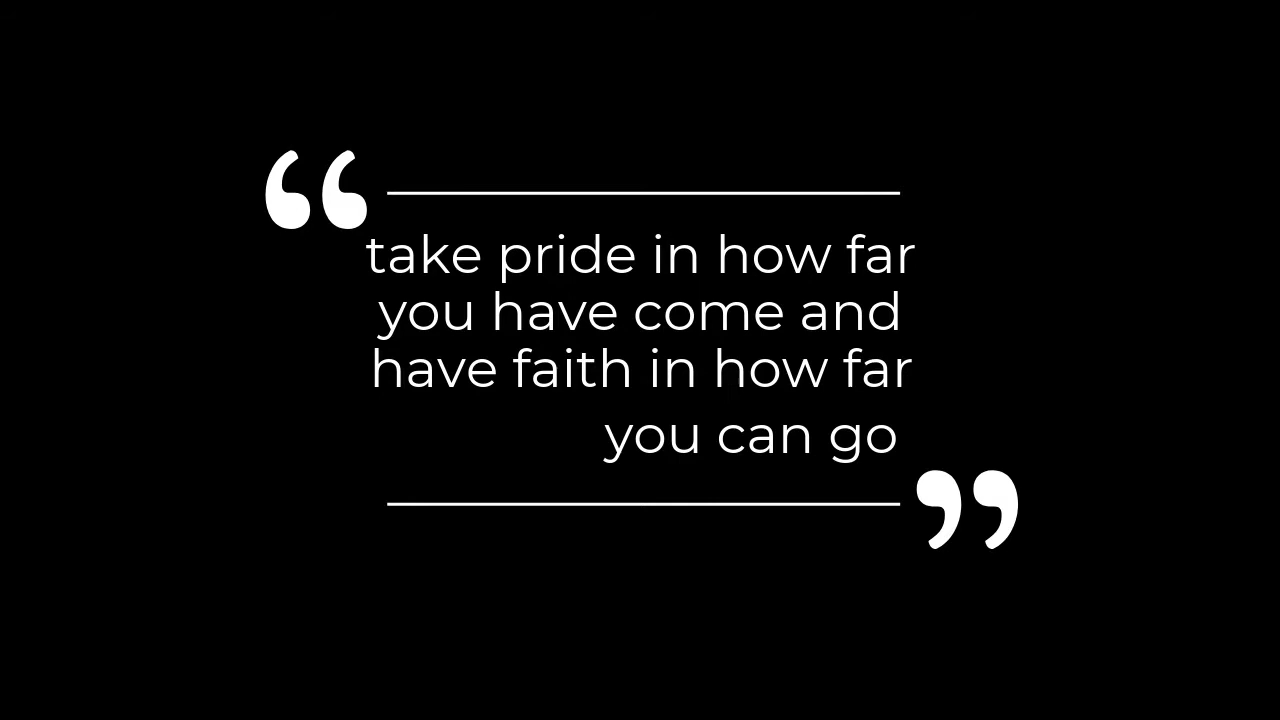 “
take pride in how far
you have come and
have faith in how far
you can go
”